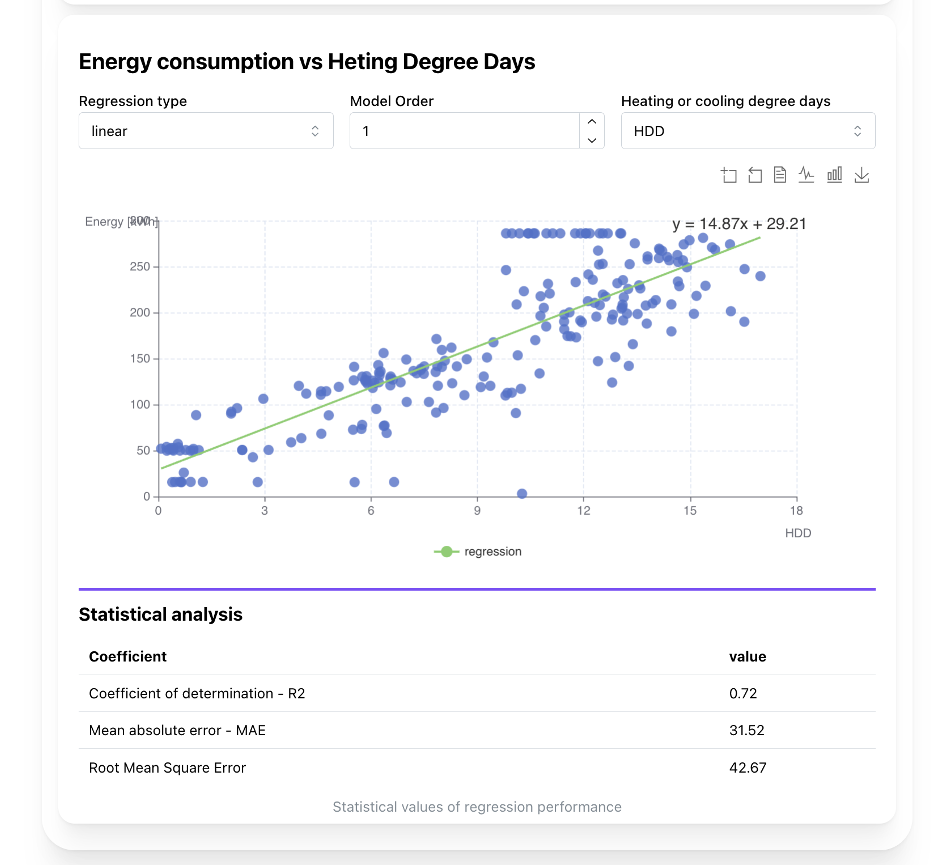 Energy consumption vs Heting Degree Days
Regression type
Model Order
Heating or cooling degree days
linear
1
HDD
Energy [kWh]
300
y = 14.87x + 29.21
250
200
150
100
50
0
0 3 6 9 12 15 18
HDD
regression
Statistical analysis
Coefficient value
Coefficient of determination - R2 0.72
Mean absolute error - MAE 31.52
Root Mean Square Error 42.67
Statistical values of regression performance